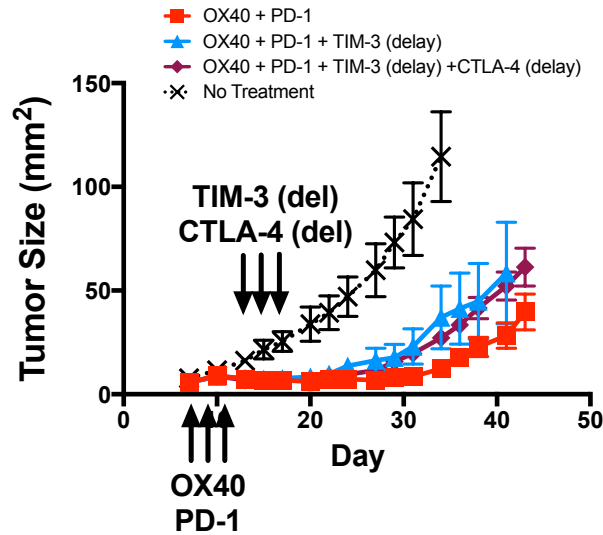 OX40 + PD-1
OX40 + PD-1 + TIM-3 (delay)
OX40 + PD-1 + TIM-3 (delay) +CTLA-4 (delay)
No Treatment
Tumor Size (mm²)
150
100
50
0
TIM-3 (del)
CTLA-4 (del)
0
10
20
30
40
50
Day
OX40
PD-1